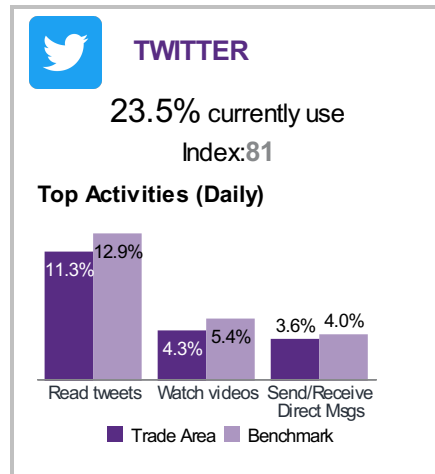 TWITTER
23.5% currently use
Index:81
Top Activities (Daily)
11.3% 12.9%
4.3% 5.4%
3.6% 4.0%
Read tweets Watch videos Send/Receive
Direct Msgs
Trade Area Benchmark